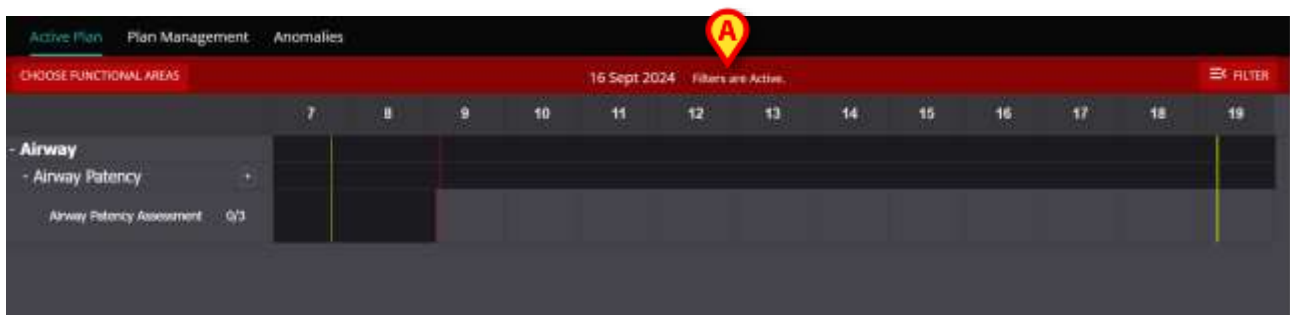 A
Active Plan Plan Management Anomalies
CHOOSE FUNCTIONAL AREAS 16 Sept 2024 Filters are Active. FILTER
7 8 9 10 11 12 13 14 15 16 17 18 19
- Airway
- Airway Patency +
Airway Patency Assessment 0/3